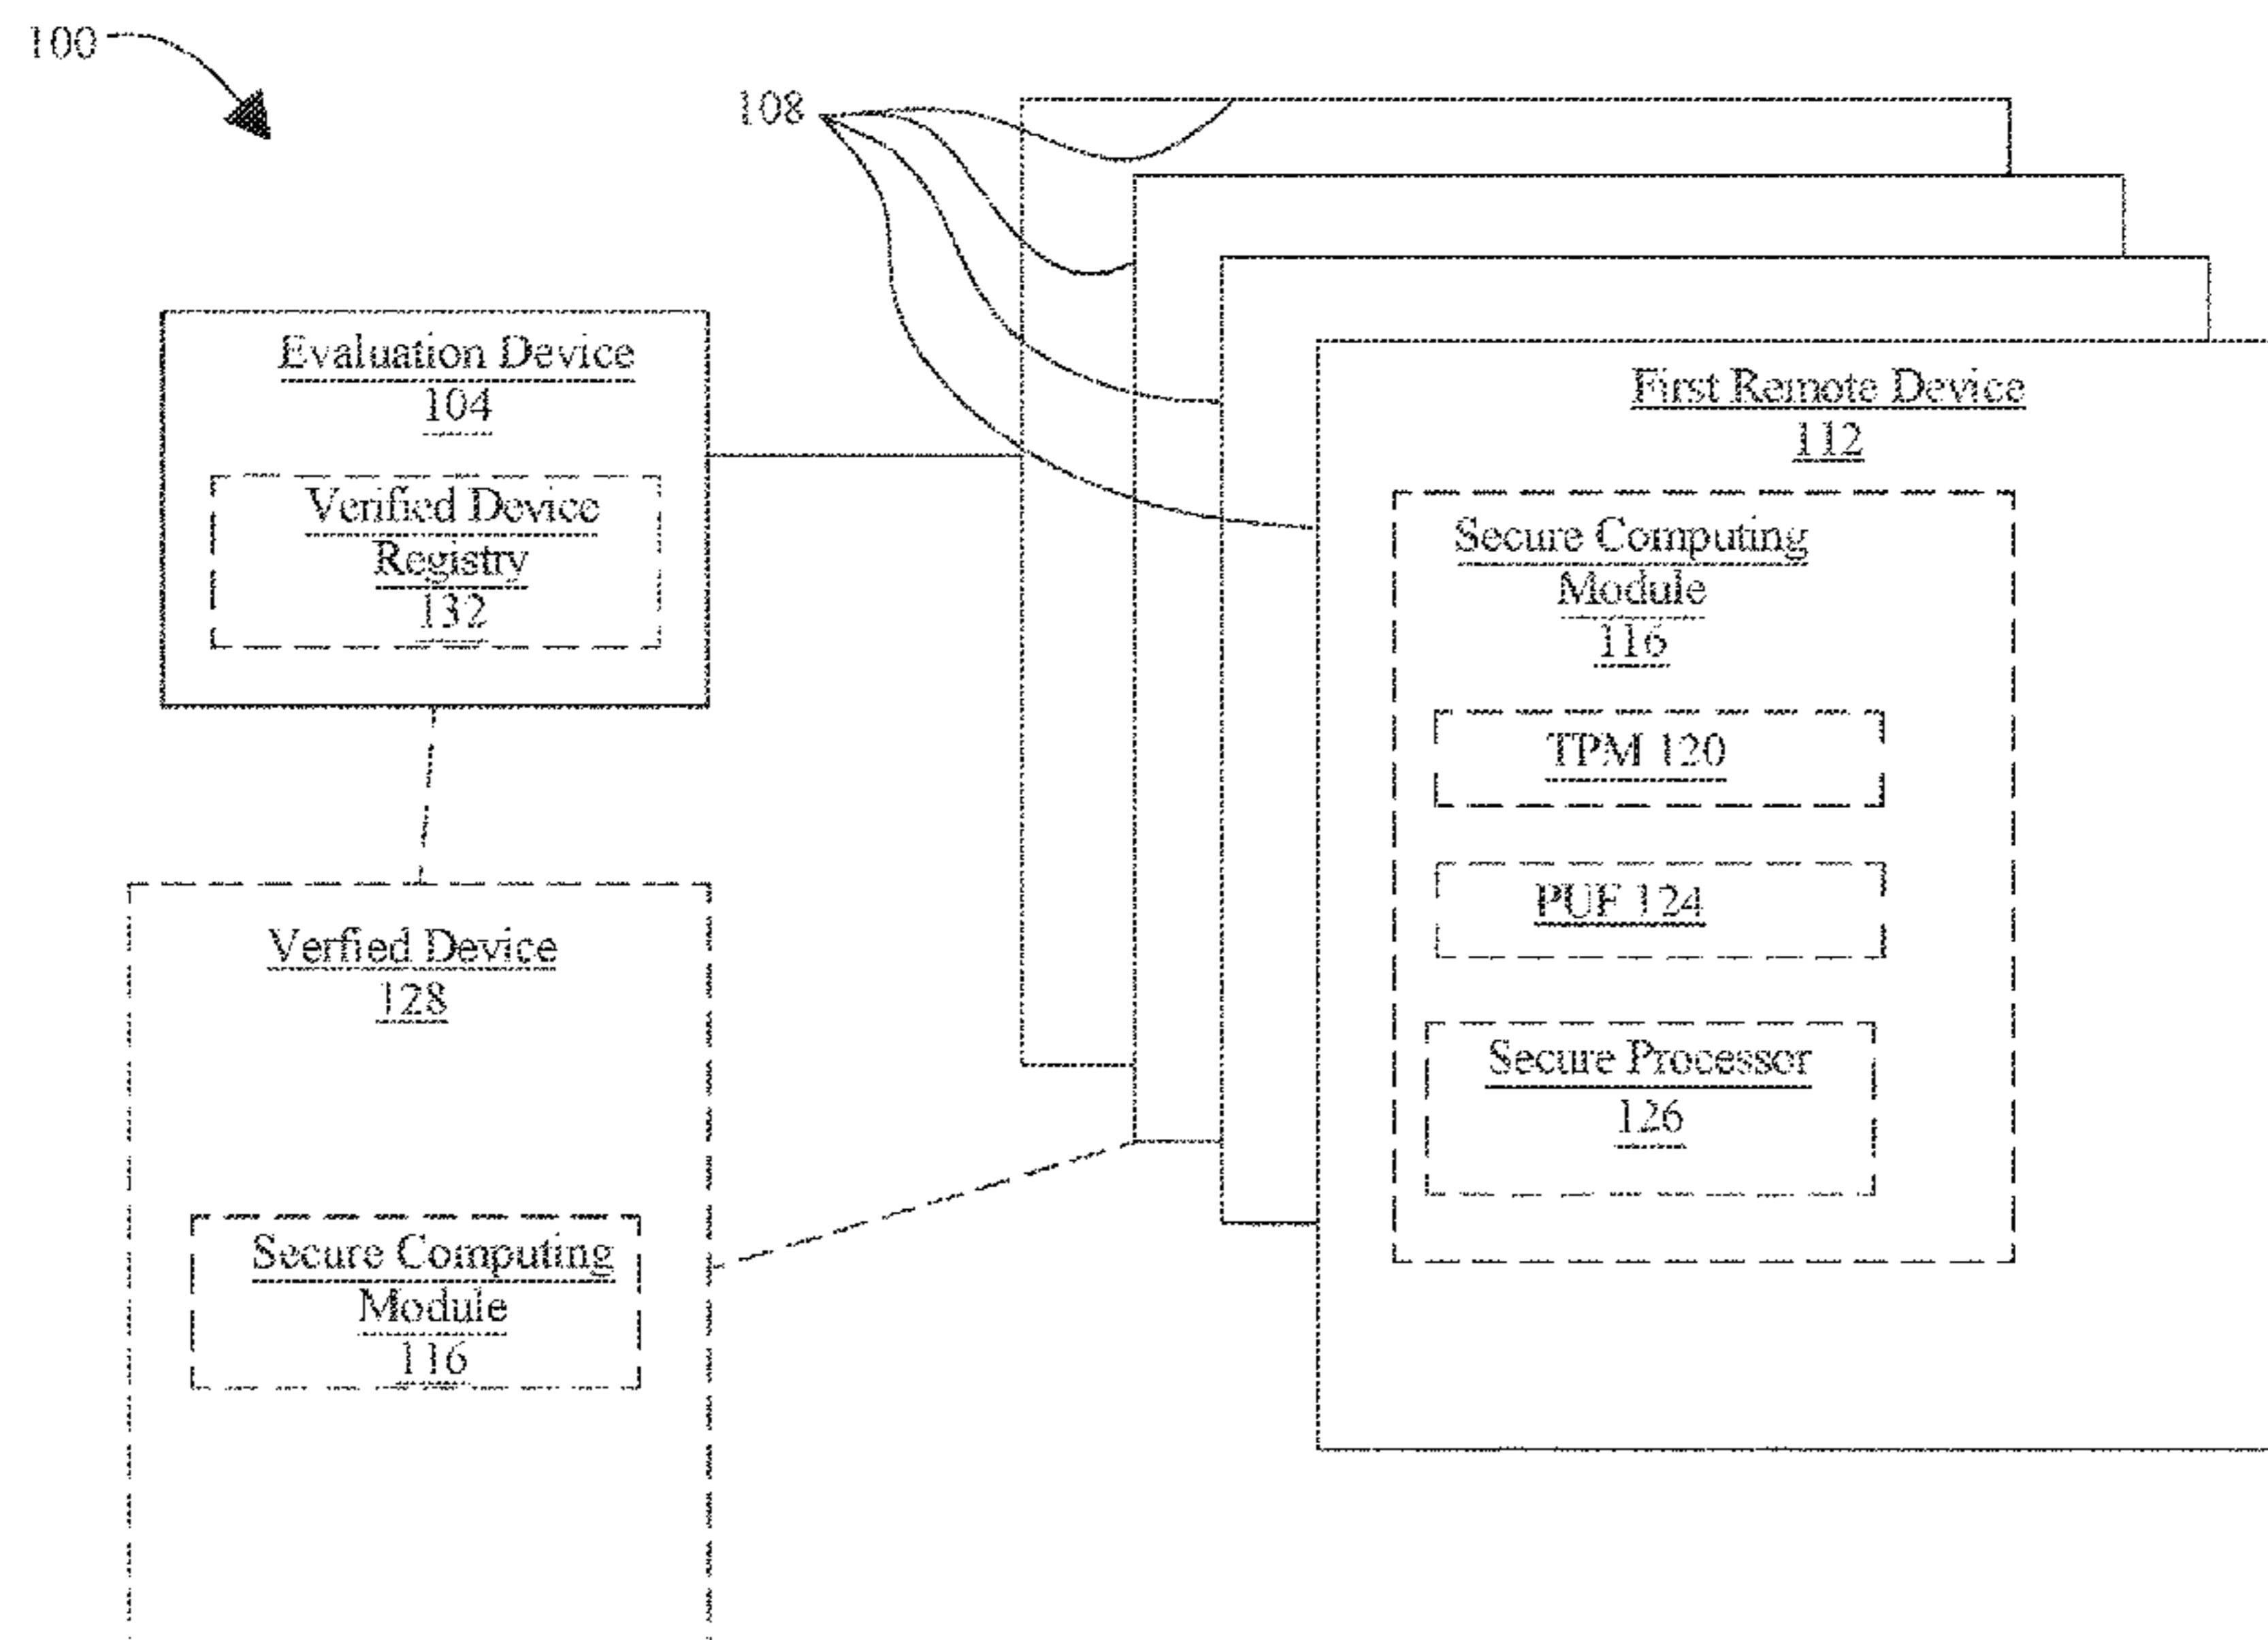 100
108
Evaluation Device
104
Verified Device
Registry
132
First Remote Device
112
Secure Computing
Module
116
TPM 120
PUF 124
Secure Processor
126
Verfied Device
128
Secure Computing
Module
116